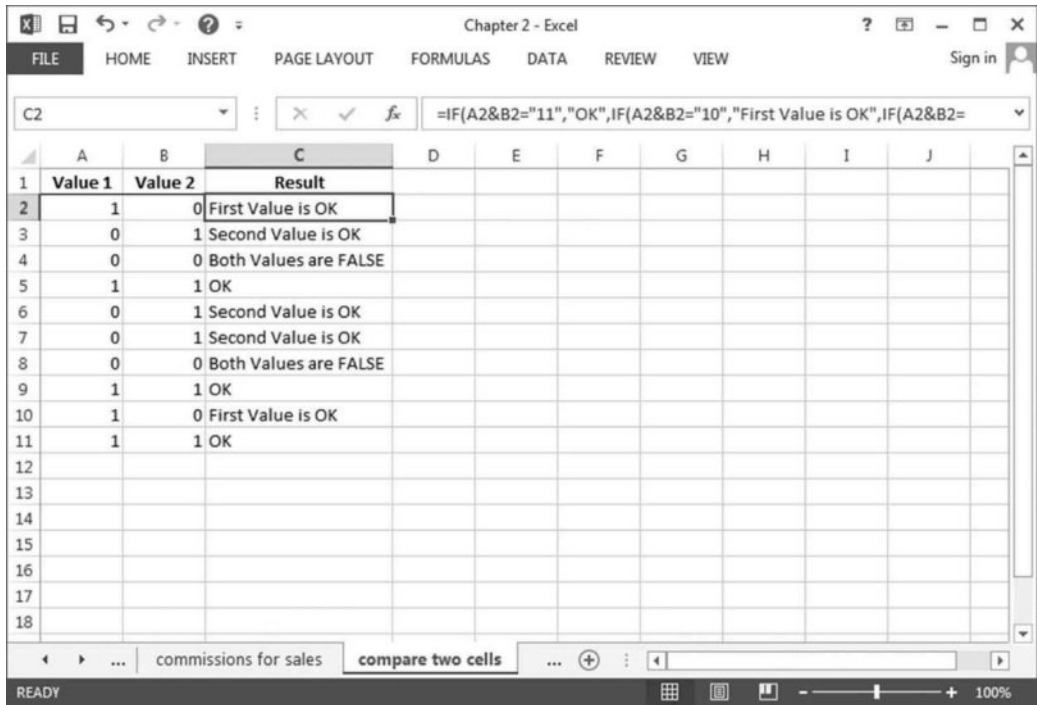 Chapter 2 - Excel
?
FILE HOME INSERT PAGE LAYOUT FORMULAS DATA REVIEW VIEW Sign in
C2 fx =IF(A2&B2="11","OK",IF(A2&B2="10","First Value is OK",IF(A2&B2=
A B C D E F G H I J
1 Value 1 Value 2 Result
2 1 0 First Value is OK
3 0 1 Second Value is OK
4 0 0 Both Values are FALSE
5 1 1 OK
6 0 1 Second Value is OK
7 0 1 Second Value is OK
8 0 0 Both Values are FALSE
9 1 1 OK
10 1 0 First Value is OK
11 1 1 OK
12
13
14
15
16
17
18
... commissions for sales compare two cells ...
READY 100%